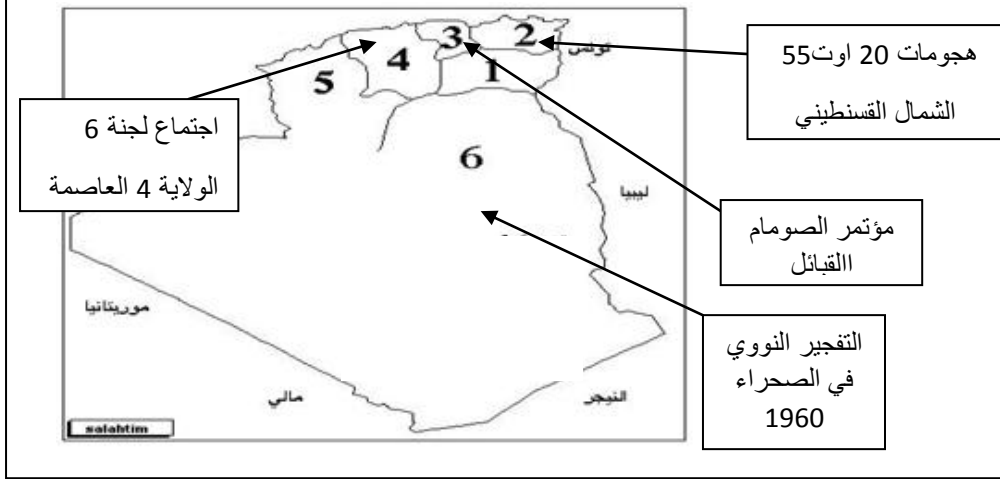 هجومات 20 اوت55
الشمال القسنطيني
2
تونس
3
4
1
5
اجتماع لجنة 6
الولاية 4 العاصمة
6
ليبيا
مؤتمر الصومام
االقبائل
موريتانيا
التفجير النووي
في الصحراء
1960
مالي
النيجر
salahtim